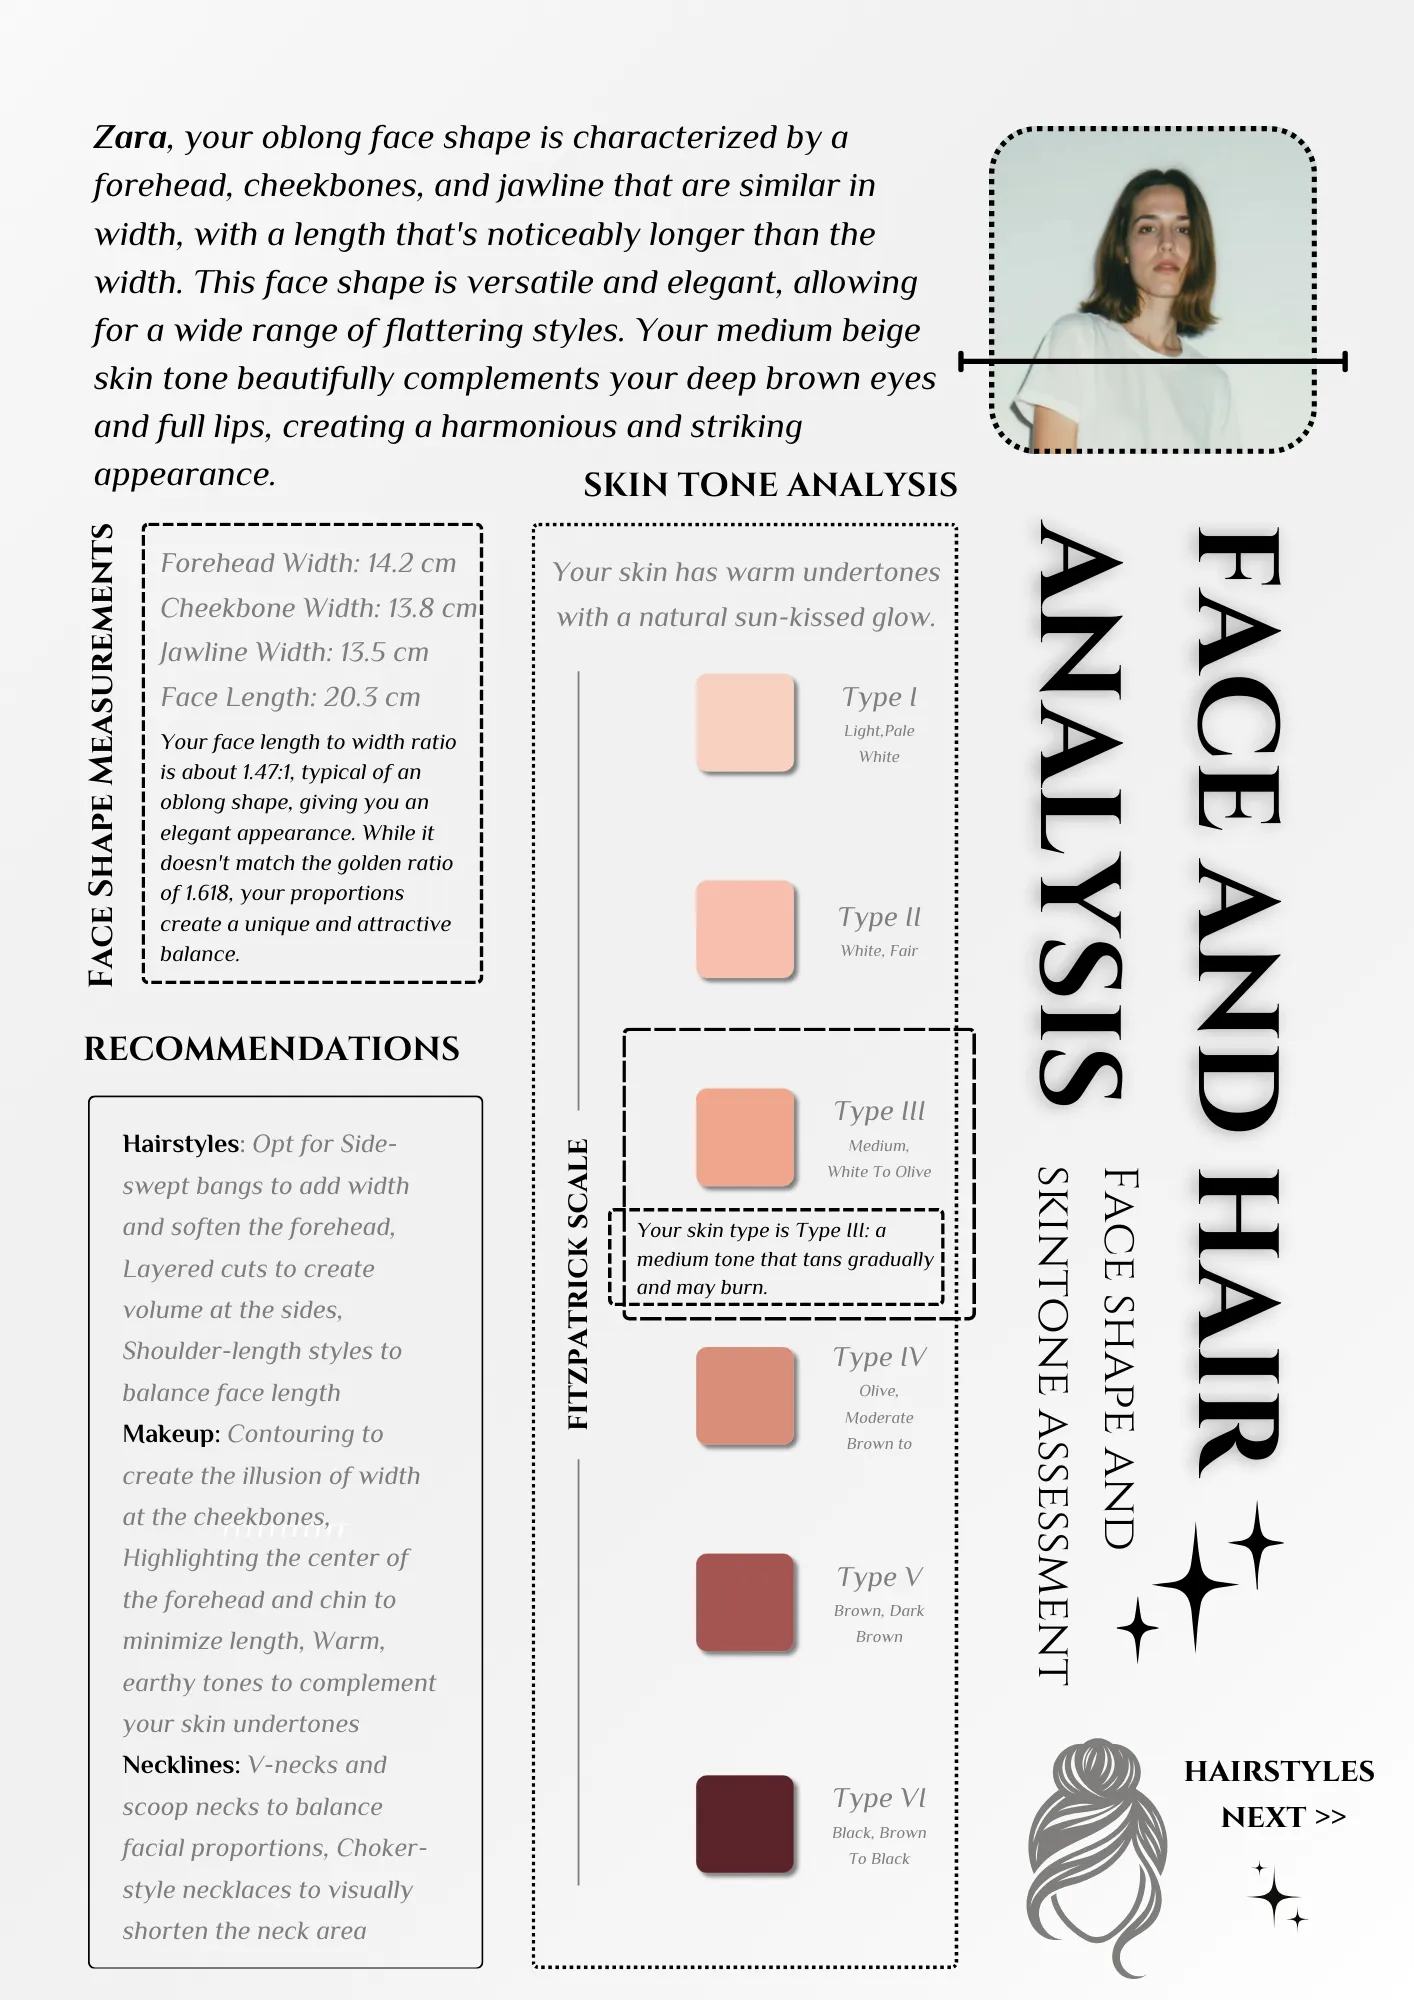 Zara, your oblong face shape is characterized by a
forehead, cheekbones, and jawline that are similar in
width, with a length that's noticeably longer than the
width. This face shape is versatile and elegant, allowing
for a wide range of flattering styles. Your medium beige
skin tone beautifully complements your deep brown eyes
and full lips, creating a harmonious and striking
appearance.
FACE AND HAIR
ANALYSIS
FACE SHAPE AND
SKINTONE ASSESSMENT
FACE SHAPE MEASUREMENTS
Forehead Width: 14.2 cm
Cheekbone Width: 13.8 cm
Jawline Width: 13.5 cm
Face Length: 20.3 cm
Your face length to width ratio
is about 1.47:1, typical of an
oblong shape, giving you an
elegant appearance. While it
doesn't match the golden ratio
of 1.618, your proportions
create a unique and attractive
balance.
RECOMMENDATIONS
Hairstyles: Opt for Side-
swept bangs to add width
and soften the forehead,
Layered cuts to create
volume at the sides,
Shoulder-length styles to
balance face length
Makeup: Contouring to
create the illusion of width
at the cheekbones,
Highlighting the center of
the forehead and chin to
minimize length, Warm,
earthy tones to complement
your skin undertones
Necklines: V-necks and
scoop necks to balance
facial proportions, Choker-
style necklaces to visually
shorten the neck area
SKIN TONE ANALYSIS
Your skin has warm undertones
with a natural sun-kissed glow.
FITZPATRICK SCALE
Type I
Light,Pale
White
Type II
White, Fair
Type III
Medium,
White To Olive
Your skin type is Type III: a
medium tone that tans gradually
and may burn.
Type IV
Olive,
Moderate
Brown to
Type V
Brown, Dark
Brown
Type VI
Black, Brown
To Black
HAIRSTYLES
NEXT >>